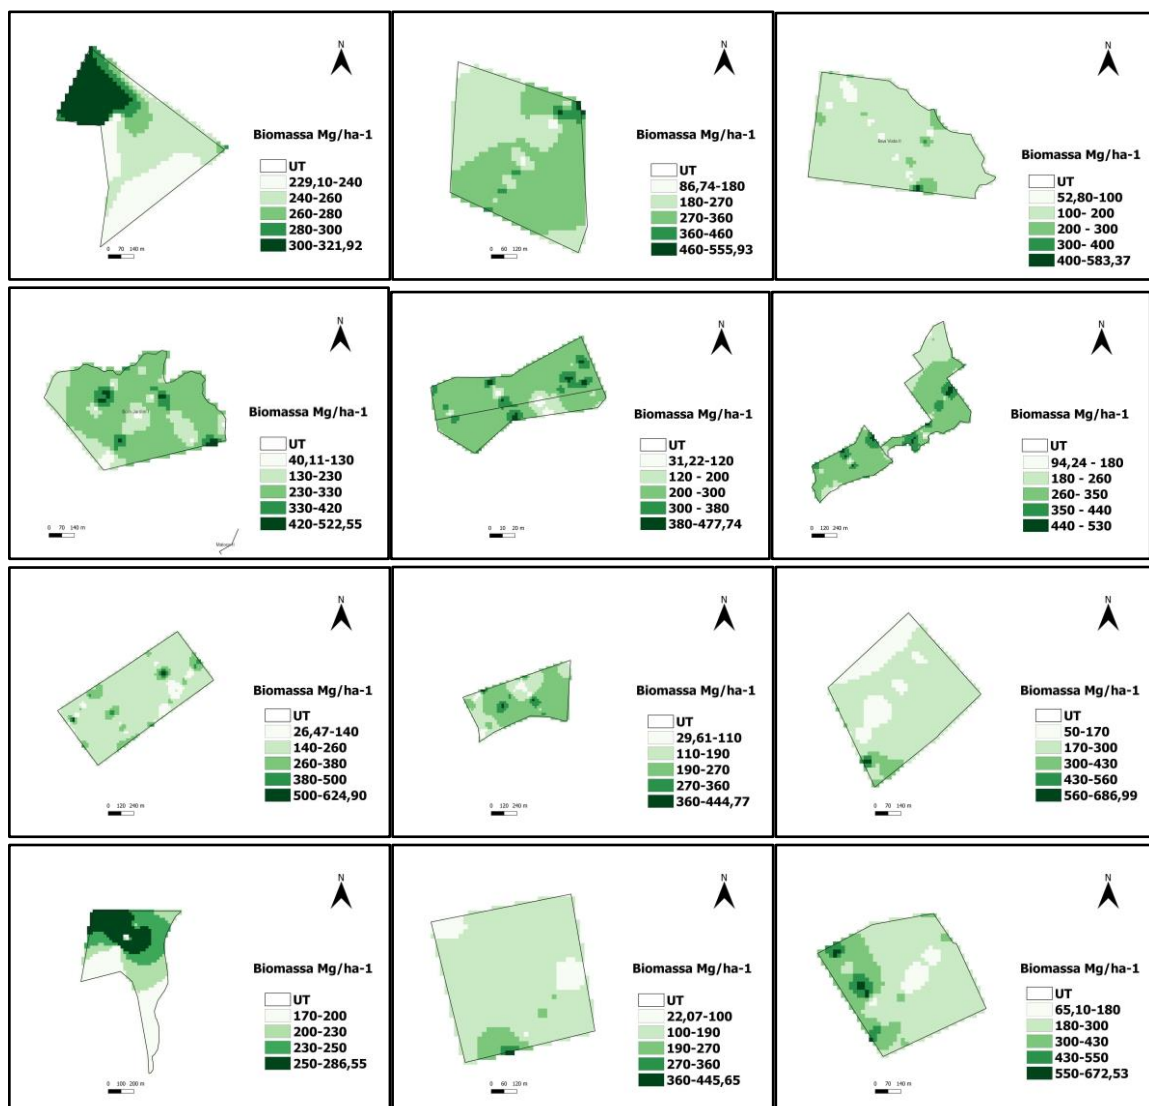 N
Biomassa Mg/ha-1
UT
229,10-240
240-260
260-280
280-300
300-321,92
0 70 140 m
N
Biomassa Mg/ha-1
UT
86,74-180
180-270
270-360
360-460
460-555,93
0 60 120 m
N
Biomassa Mg/ha-1
UT
52,80-100
100- 200
200 - 300
300- 400
400-583,37
0 70 140 m
N
Biomassa Mg/ha-1
UT
40,11-130
130-230
230-330
330-420
420-522,55
0 70 140 m
N
Biomassa Mg/ha-1
UT
31,22-120
120 - 200
200 -300
300 - 380
380-477,74
0 10 20 m
N
Biomassa Mg/ha-1
UT
94,24 - 180
180 - 260
260- 350
350 - 440
440 - 530
0 120 240 m
N
Biomassa Mg/ha-1
UT
26,47-140
140-260
260-380
380-500
500-624,90
0 120 240 m
N
Biomassa Mg/ha-1
UT
29,61-110
110-190
190-270
270-360
360-444,77
0 120 240 m
N
Biomassa Mg/ha-1
UT
50-170
170-300
300-430
430-560
560-686,99
0 70 140 m
N
Biomassa Mg/ha-1
UT
170-200
200-230
230-250
250-286,55
0 100 200 m
N
Biomassa Mg/ha-1
UT
22,07-100
100-190
190-270
270-360
360-445,65
0 60 120 m
N
Biomassa Mg/ha-1
UT
65,10-180
180-300
300-430
430-550
550-672,53
0 70 140 m